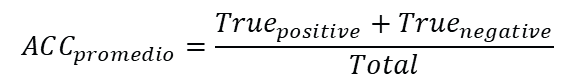 ACC_promedio = (True_positive + True_negative) / Total